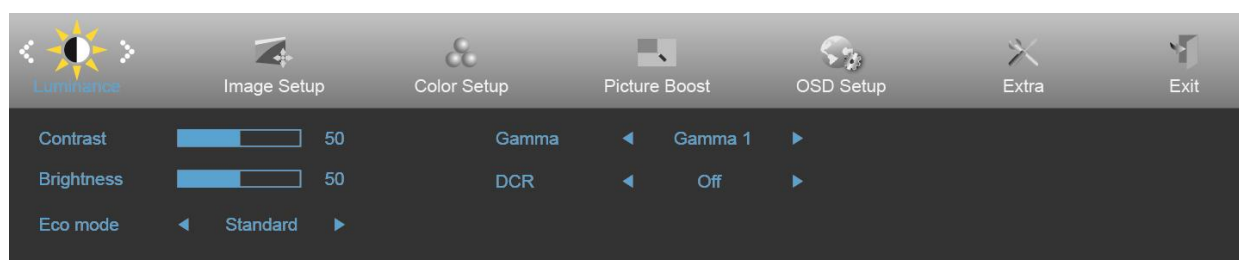 Luminance Image Setup Color Setup Picture Boost OSD Setup Extra Exit
Contrast 50 Gamma Gamma 1
Brightness 50 DCR Off
Eco mode Standard